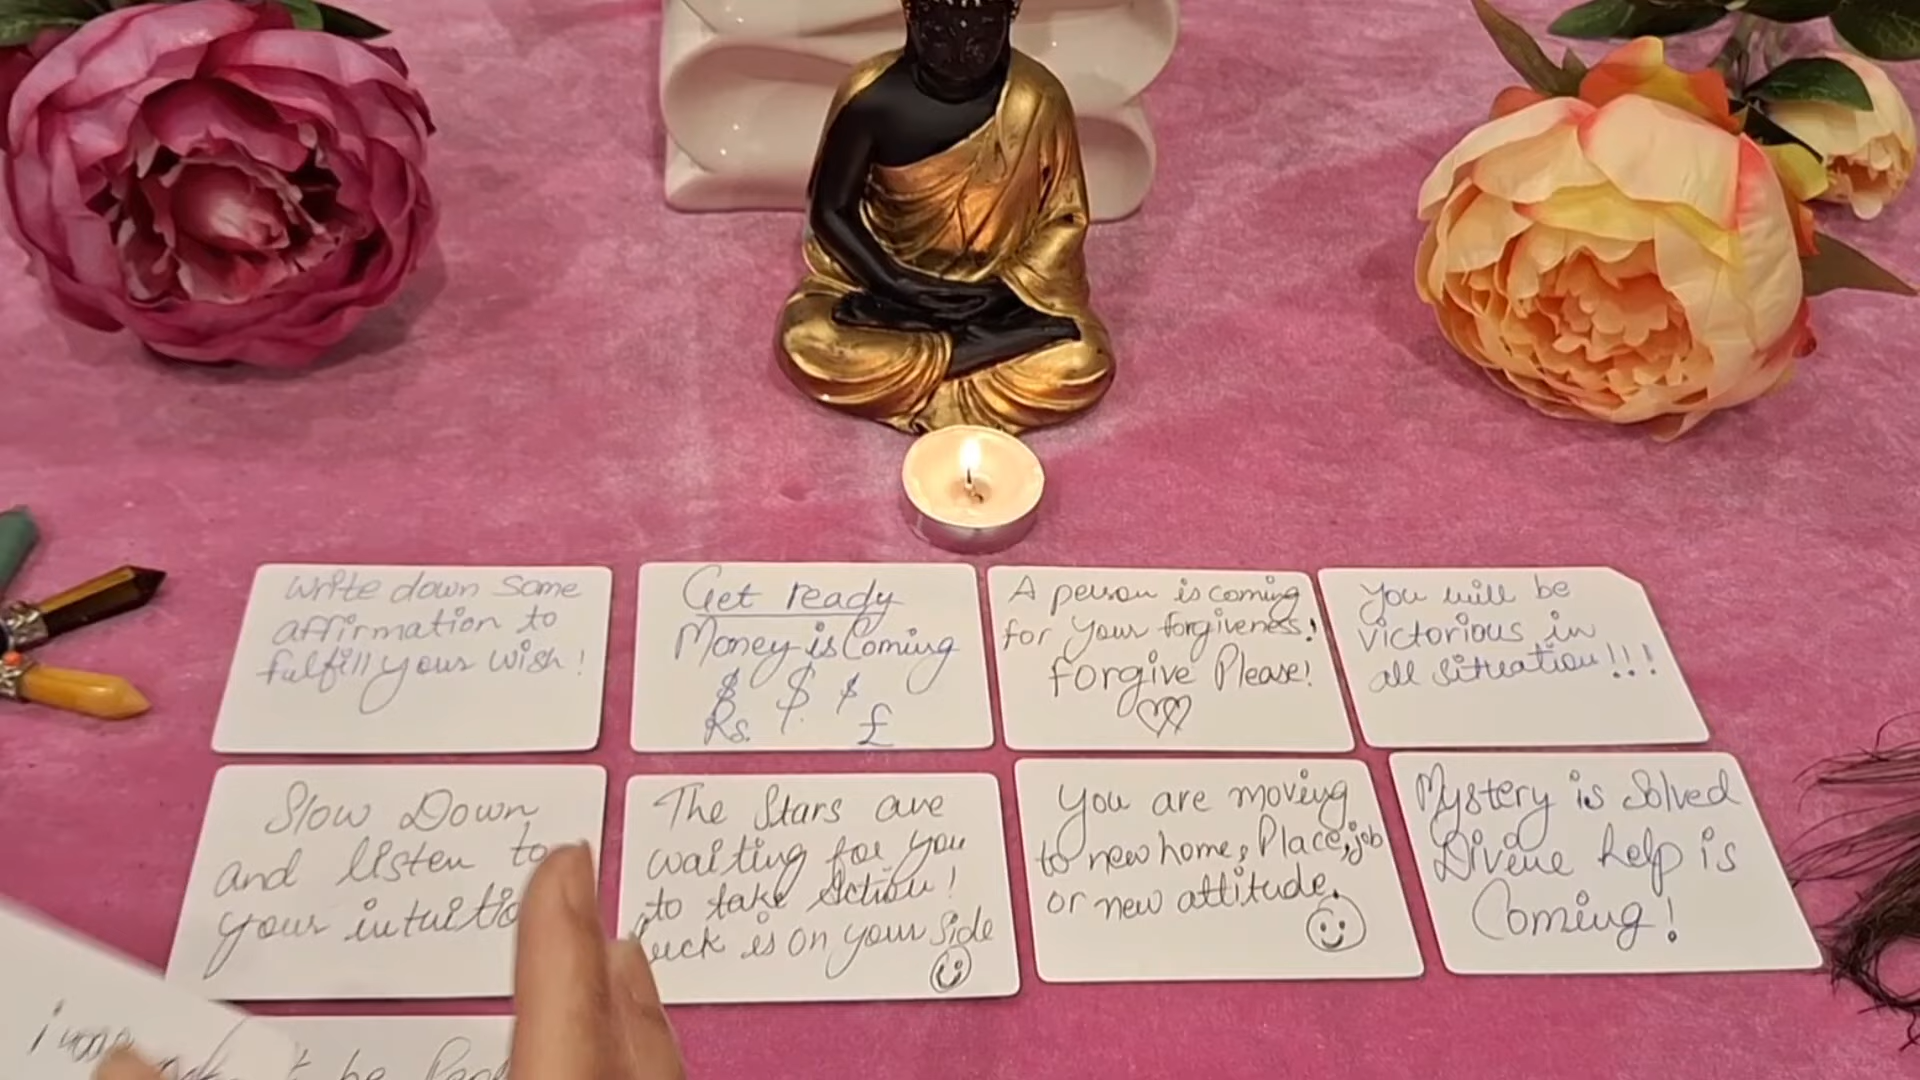 Write down some
affirmation to
fulfill your wish!
Get ready
Money is Coming
$ $ $
Rs. £
A person is coming
for your forgiveness!
forgive Please!
You will be
victorious in
all situation!!!
Slow Down
and listen to
your intuitio
The Stars are
waiting for you
to take Action!
Luck is on your side
You are moving
to new home, Place, job
or new attitude.
Mystery is Solved
Divine help is
Coming!
i
be